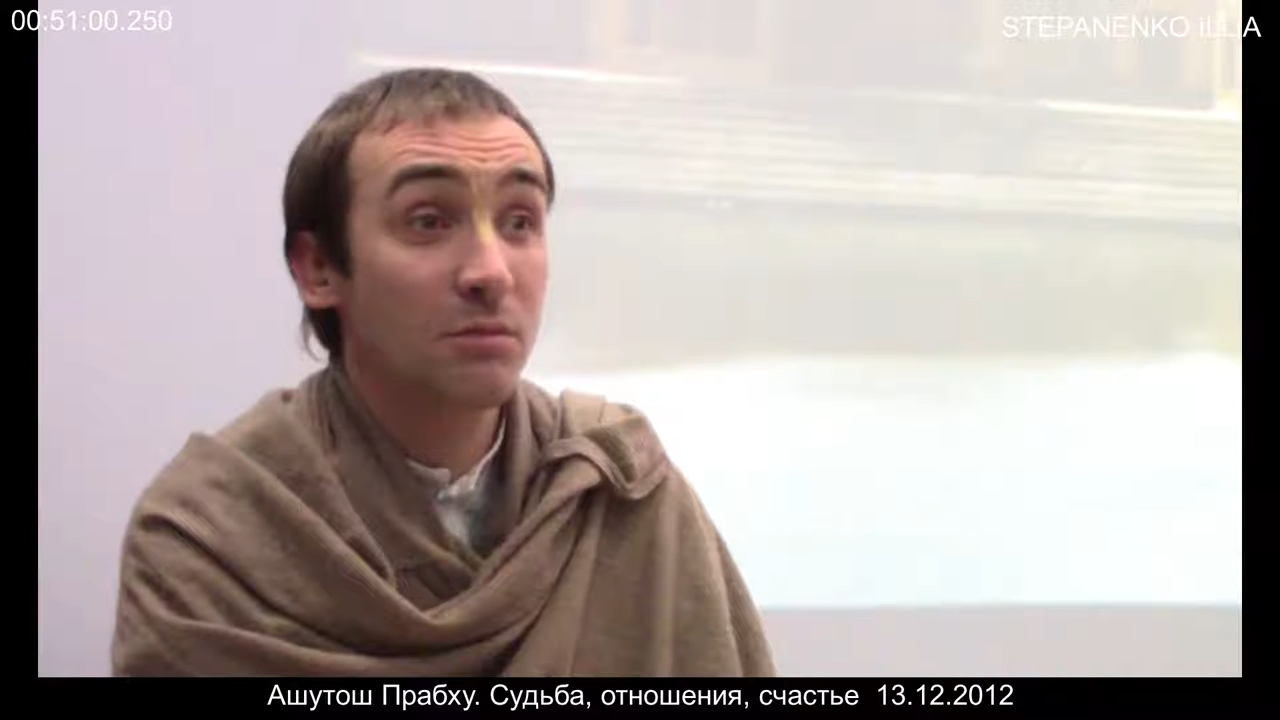 00:51:00.250
STEPANENKO iLLiA
Ашутош Прабху. Судьба, отношения, счастье 13.12.2012